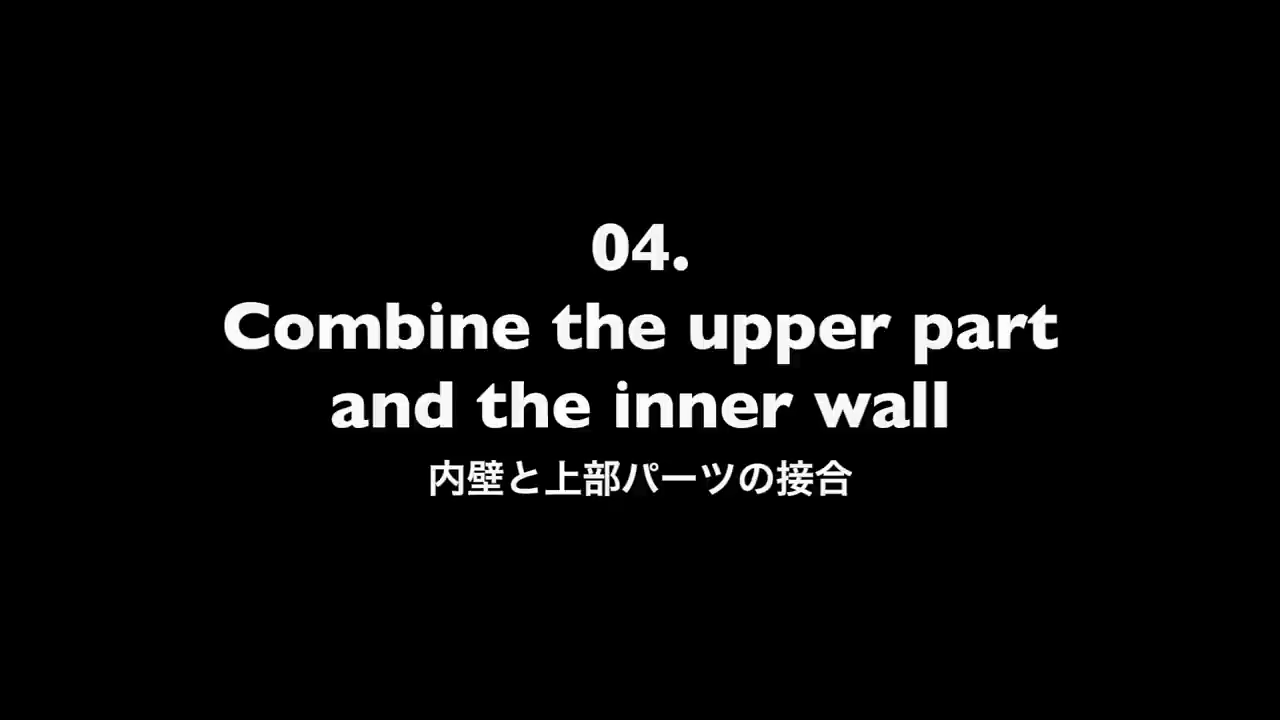 04.
Combine the upper part
and the inner wall
内壁と上部パーツの接合